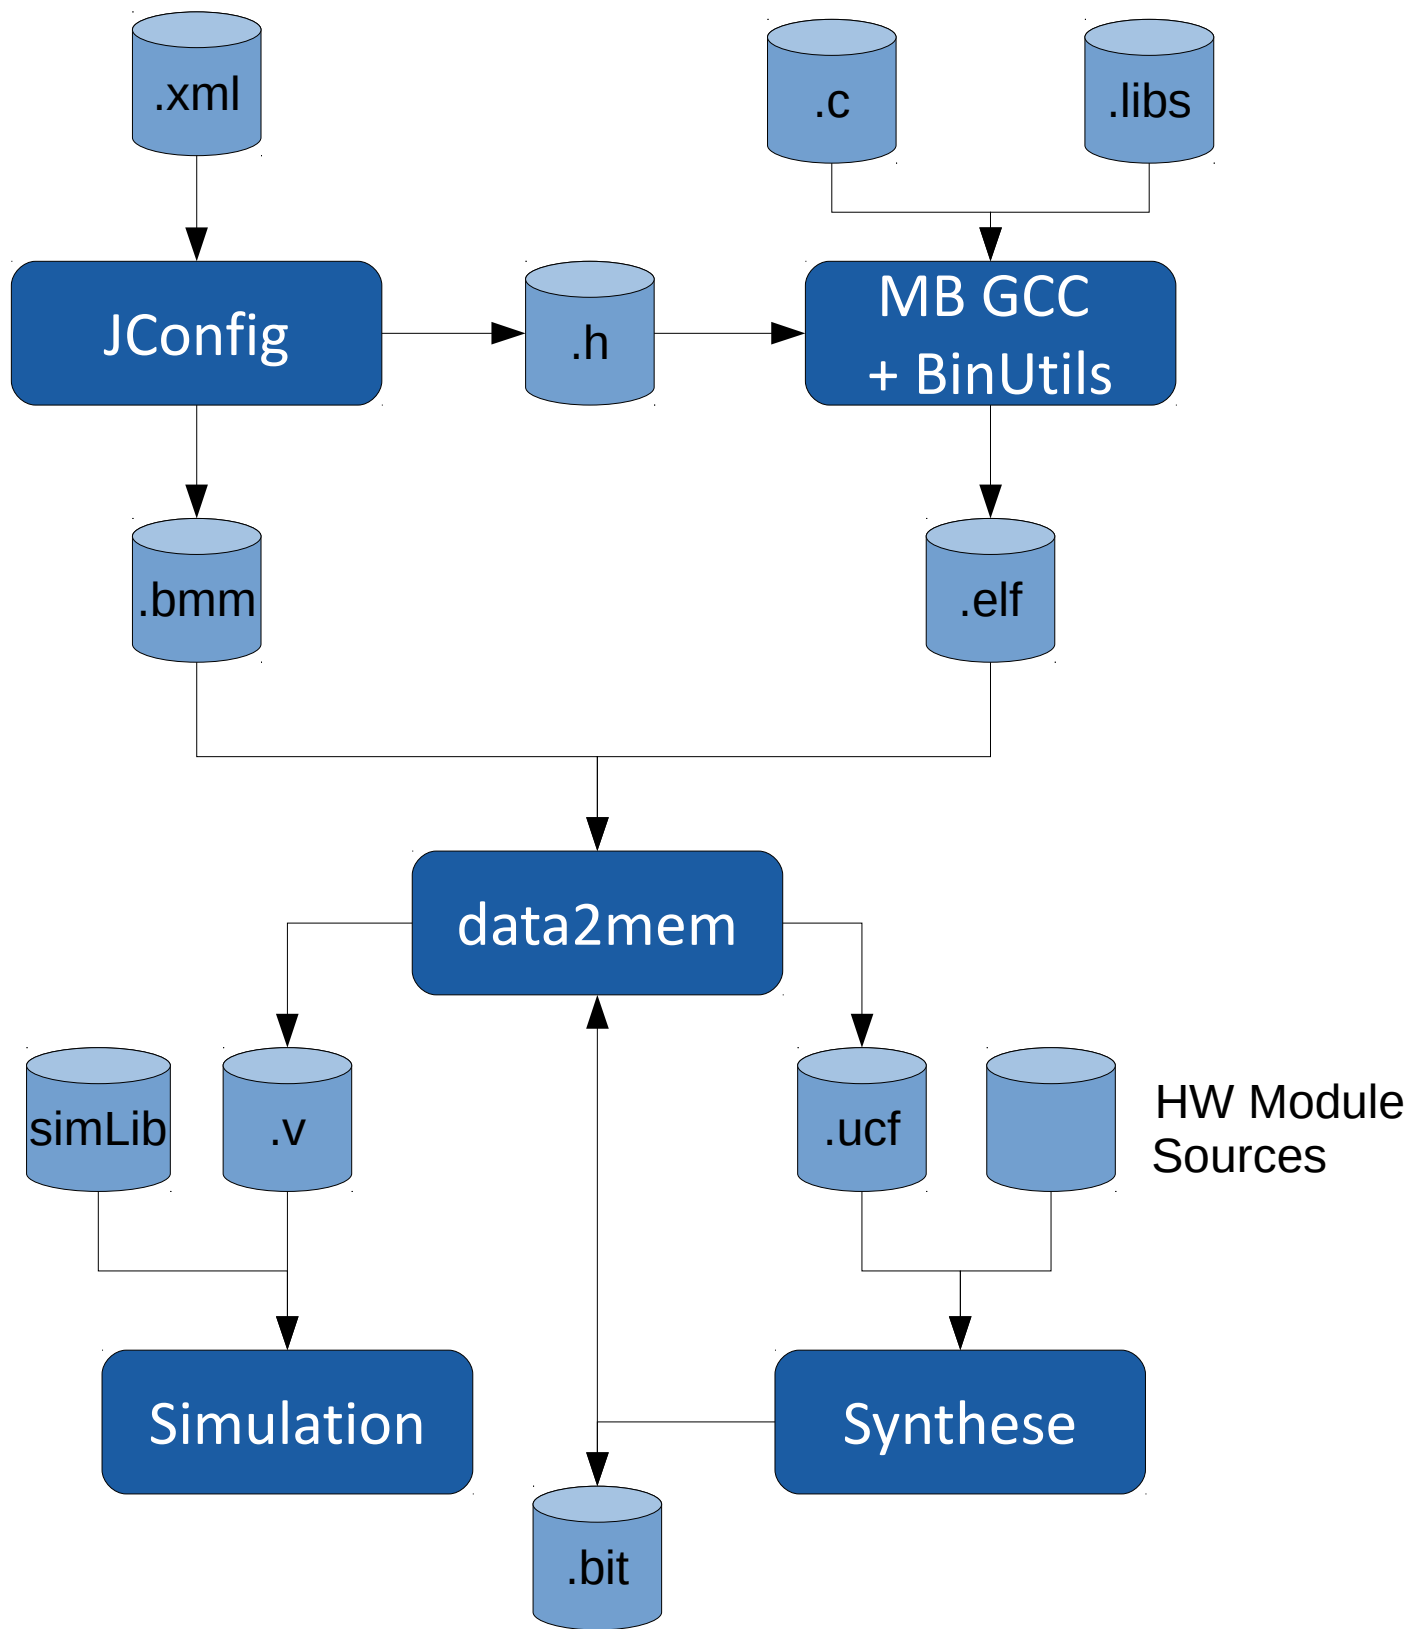 .xml
.c
.libs
JConfig
.h
MB GCC
+ BinUtils
.bmm
.elf
data2mem
simLib
.v
.ucf
HW Module
Sources
Simulation
Synthese
.bit